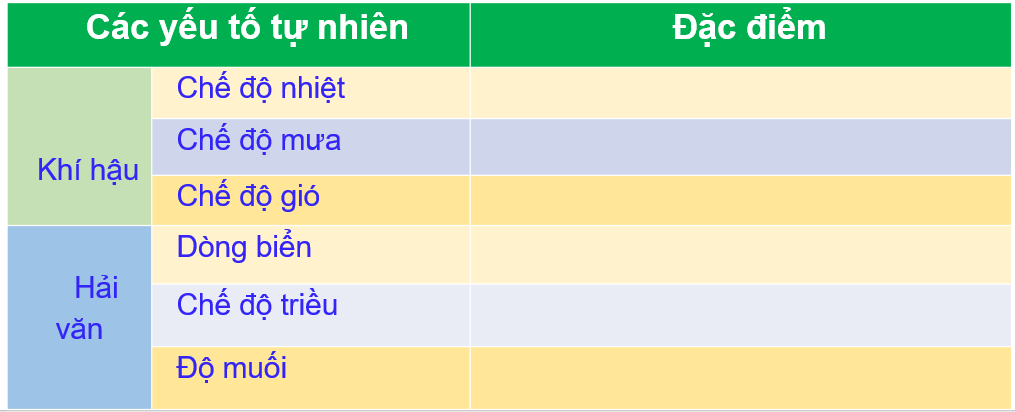 Các yếu tố tự nhiên
Đặc điểm
Khí hậu
Chế độ nhiệt
Chế độ mưa
Chế độ gió
Hải
văn
Dòng biển
Chế độ triều
Độ muối